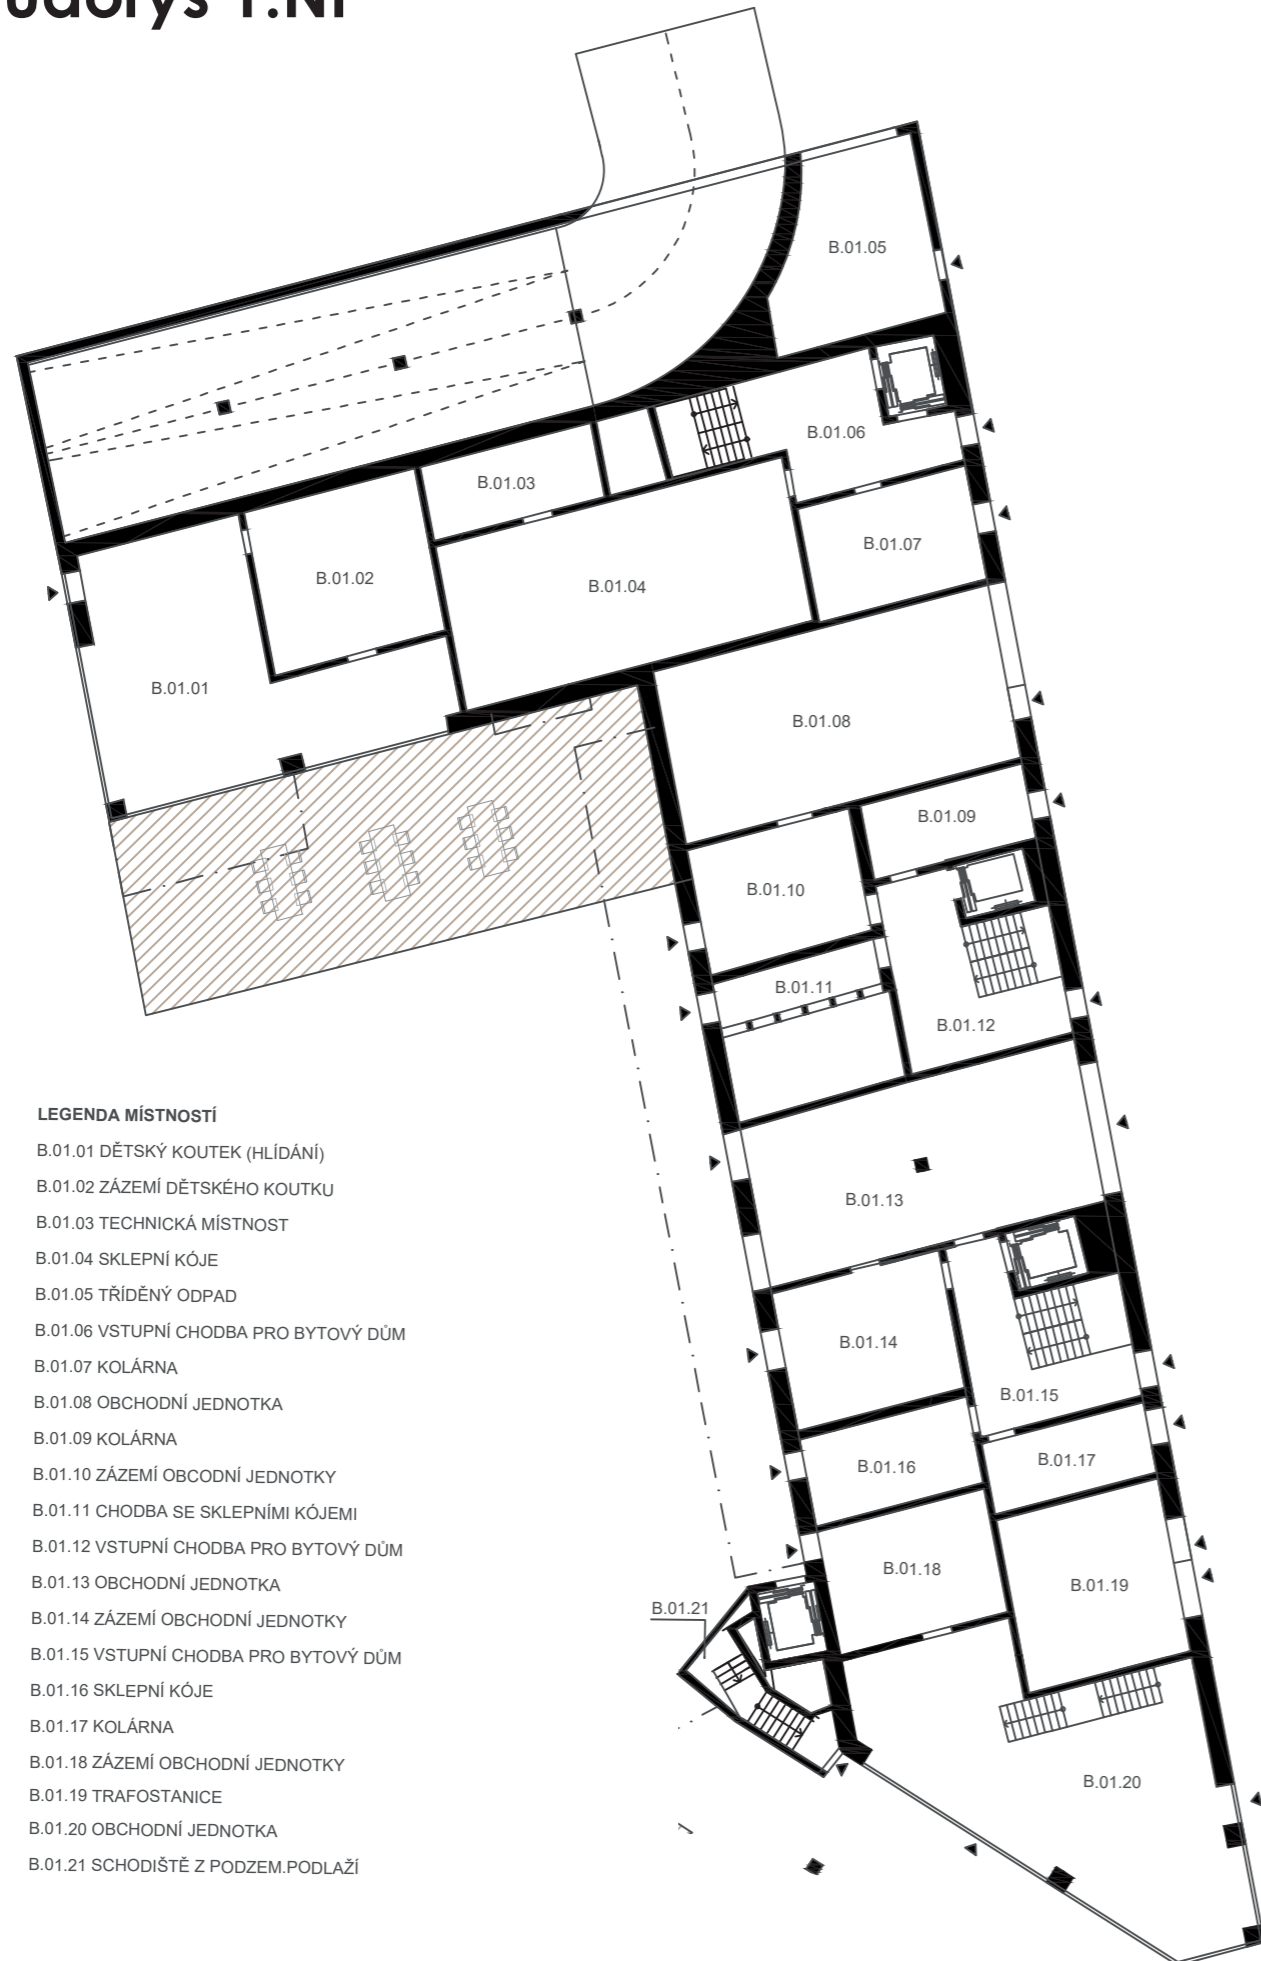 B.01.05
B.01.06
B.01.03
B.01.07
B.01.02
B.01.04
B.01.01
B.01.08
B.01.09
B.01.10
B.01.11
B.01.12
LEGENDA MÍSTNOSTÍ
B.01.01 DĚTSKÝ KOUTEK (HLÍDÁNÍ)
B.01.02 ZÁZEMÍ DĚTSKÉHO KOUTKU
B.01.03 TECHNICKÁ MÍSTNOST
B.01.04 SKLEPNÍ KÓJE
B.01.05 TŘÍDĚNÝ ODPAD
B.01.06 VSTUPNÍ CHODBA PRO BYTOVÝ DŮM
B.01.07 KOLÁRNA
B.01.08 OBCHODNÍ JEDNOTKA
B.01.09 KOLÁRNA
B.01.10 ZÁZEMÍ OBCODNÍ JEDNOTKY
B.01.11 CHODBA SE SKLEPNÍMI KÓJEMI
B.01.12 VSTUPNÍ CHODBA PRO BYTOVÝ DŮM
B.01.13 OBCHODNÍ JEDNOTKA
B.01.14 ZÁZEMÍ OBCHODNÍ JEDNOTKY
B.01.15 VSTUPNÍ CHODBA PRO BYTOVÝ DŮM
B.01.16 SKLEPNÍ KÓJE
B.01.17 KOLÁRNA
B.01.18 ZÁZEMÍ OBCHODNÍ JEDNOTKY
B.01.19 TRAFOSTANICE
B.01.20 OBCHODNÍ JEDNOTKA
B.01.21 SCHODIŠTĚ Z PODZEM.PODLAŽÍ
B.01.13
B.01.14
B.01.15
B.01.16
B.01.17
B.01.18
B.01.19
B.01.21
B.01.20